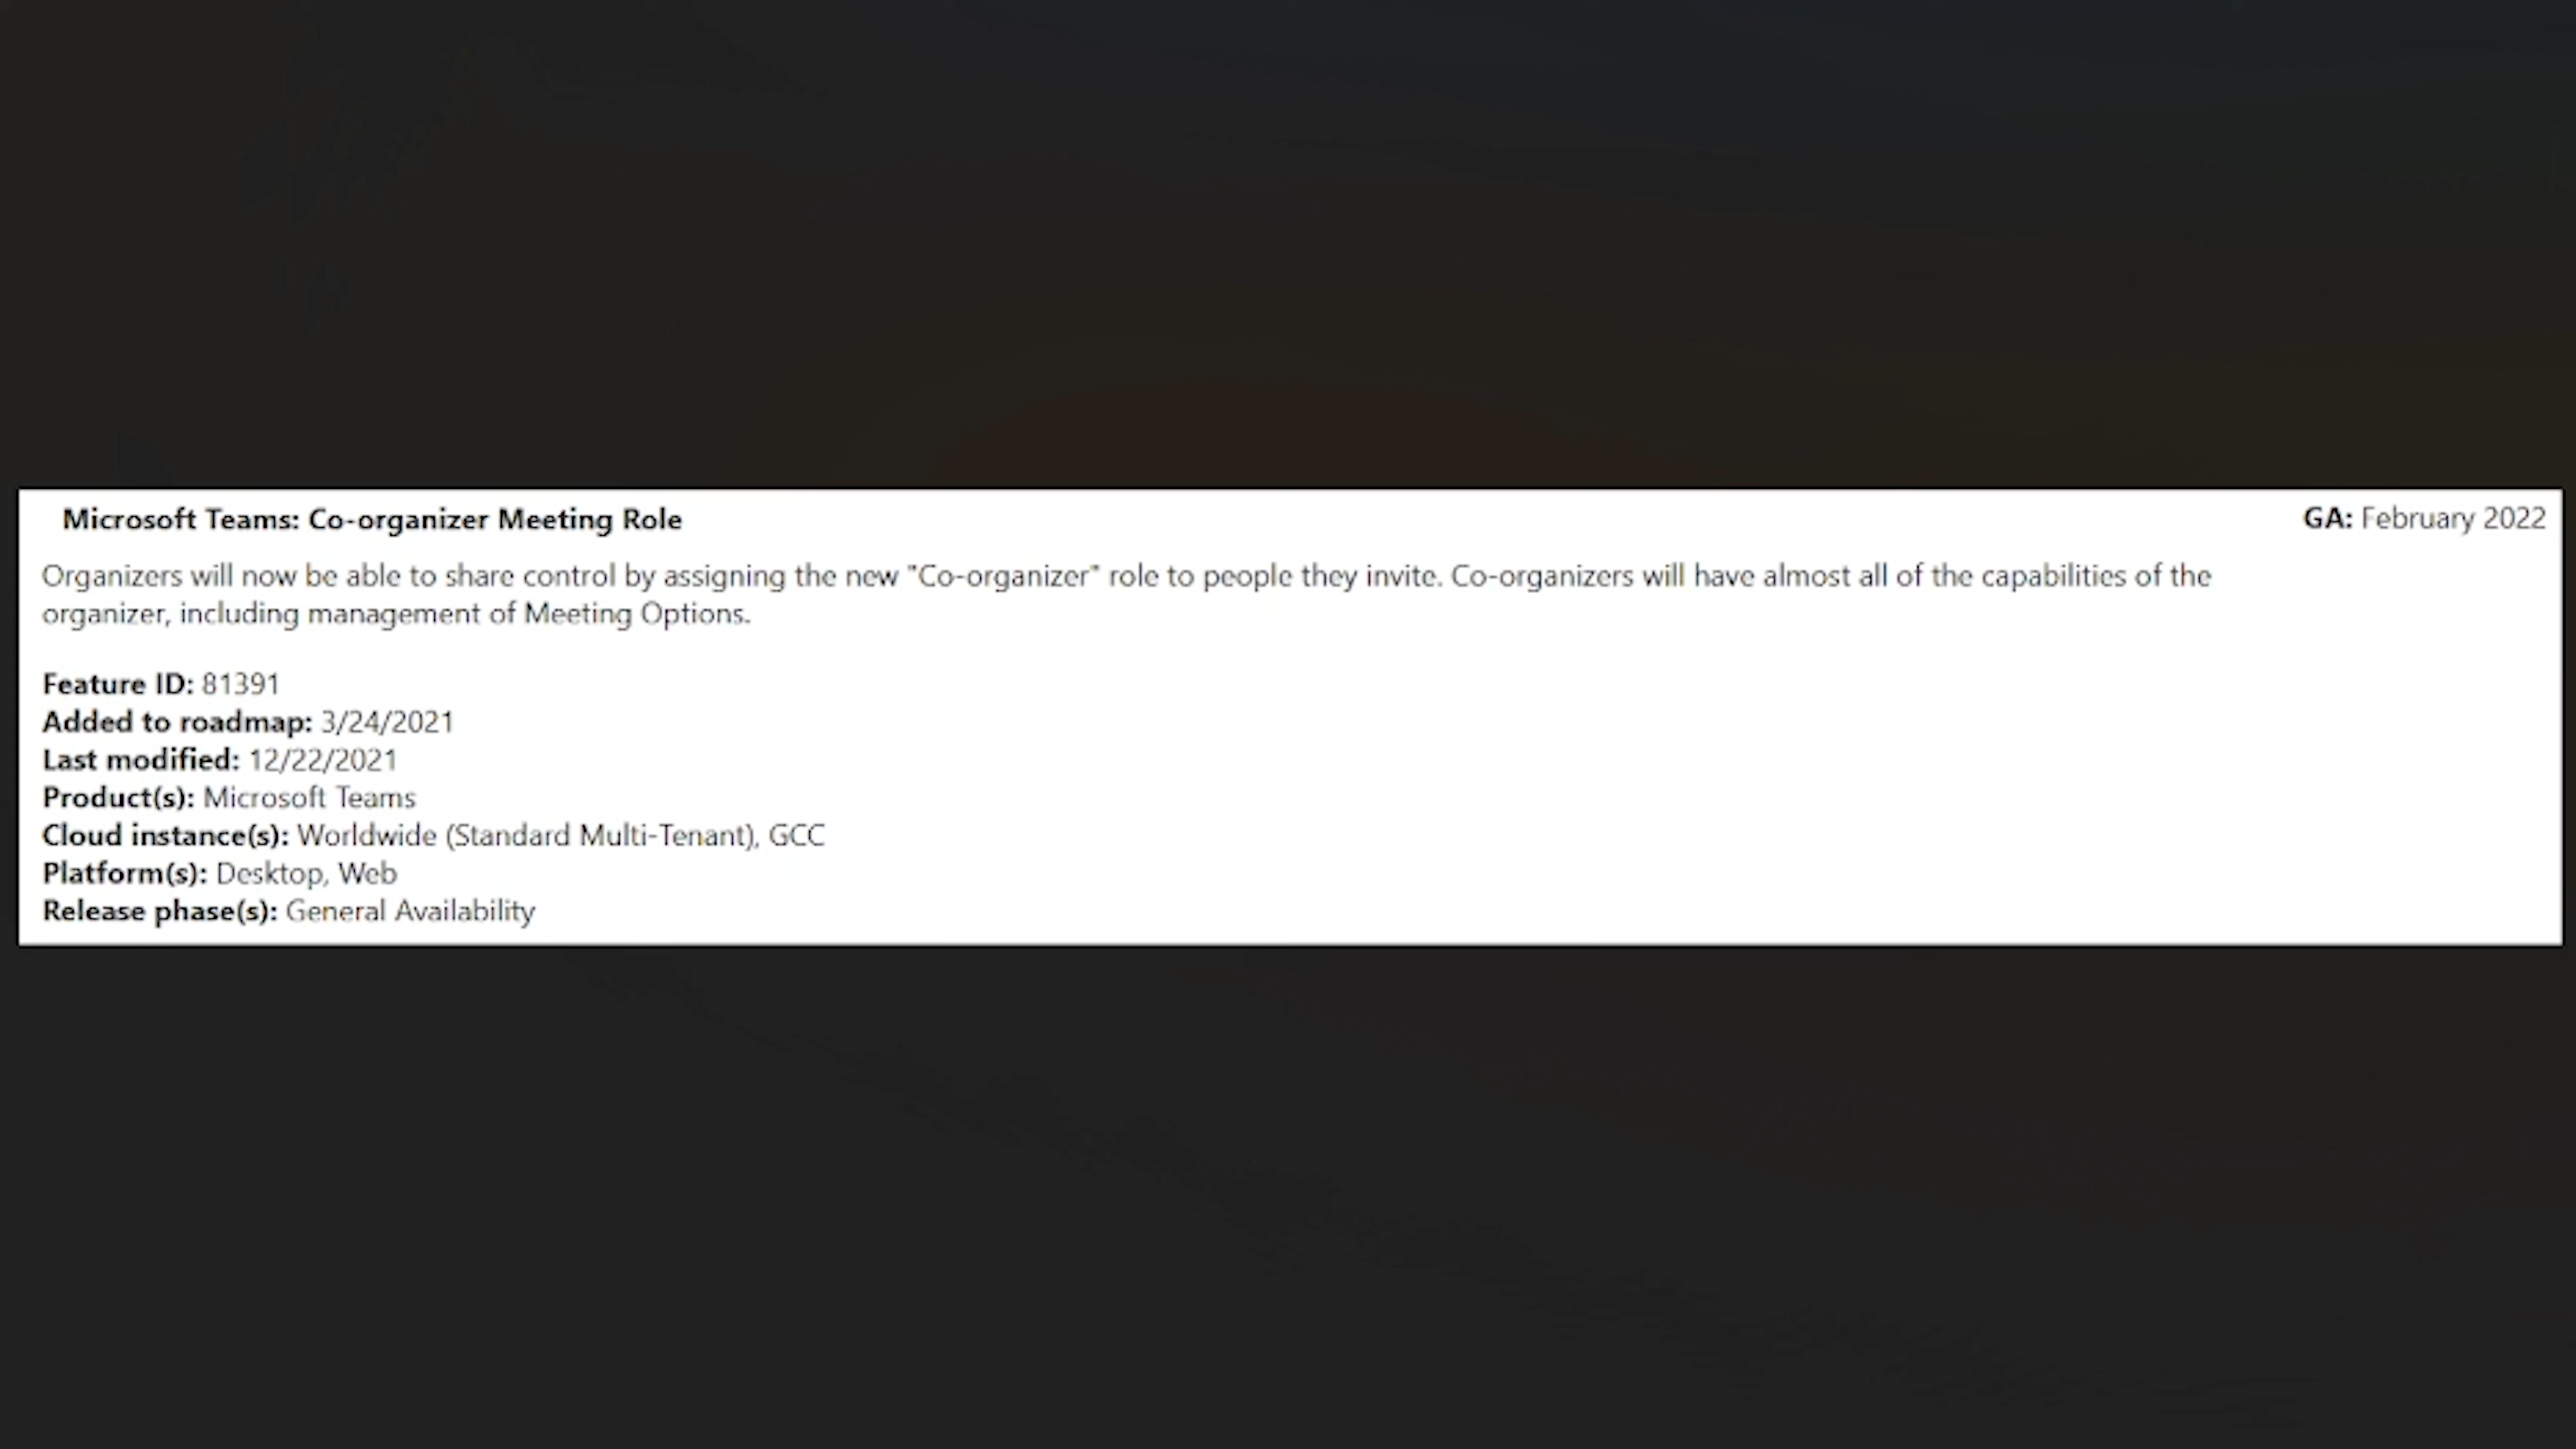 Microsoft Teams: Co-organizer Meeting Role GA: February 2022
Organizers will now be able to share control by assigning the new "Co-organizer" role to people they invite. Co-organizers will have almost all of the capabilities of the
organizer, including management of Meeting Options.
Feature ID: 81391
Added to roadmap: 3/24/2021
Last modified: 12/22/2021
Product(s): Microsoft Teams
Cloud instance(s): Worldwide (Standard Multi-Tenant), GCC
Platform(s): Desktop, Web
Release phase(s): General Availability